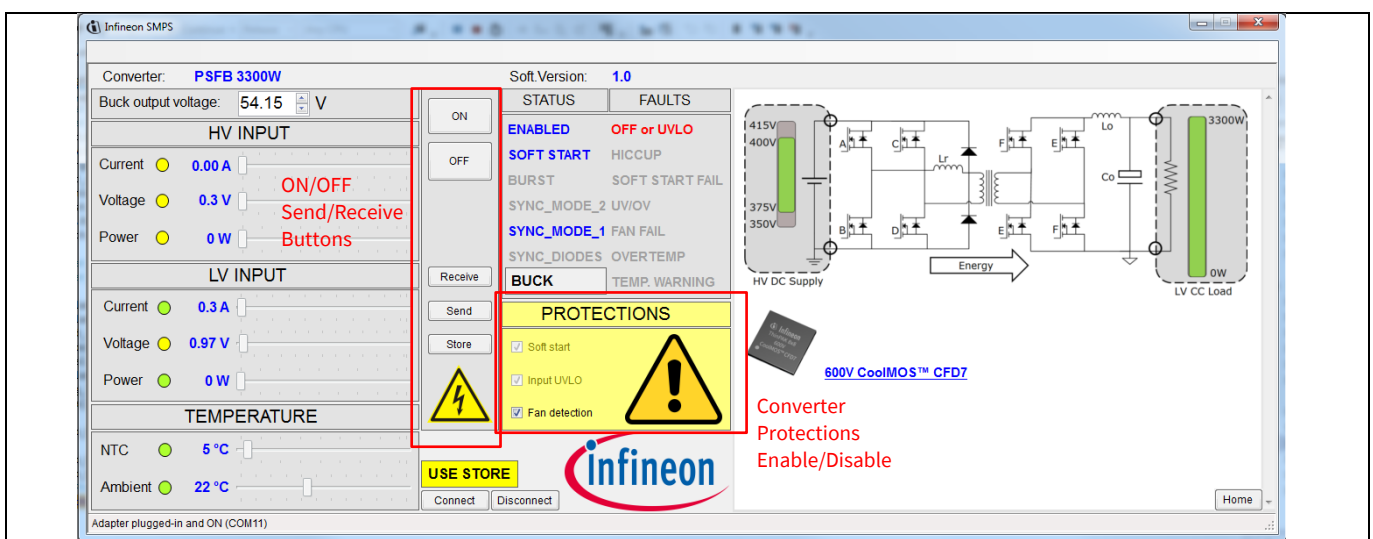 Infineon SMPS
Converter: PSFB 3300W Soft.Version: 1.0
Buck output voltage: 54.15 V
HV INPUT
Current 0.00 A
Voltage 0.3 V
Power 0 W
LV INPUT
Current 0.3 A
Voltage 0.97 V
Power 0 W
TEMPERATURE
NTC 5 °C
Ambient 22 °C
ON/OFF
Send/Receive
Buttons
ON
OFF
Receive
Send
Store
USE STORE
Connect Disconnect
STATUS FAULTS
ENABLED OFF or UVLO
SOFT START HICCUP
BURST SOFT START FAIL
SYNC_MODE_2 UV/OV
SYNC_MODE_1 FAN FAIL
SYNC_DIODES OVERTEMP
BUCK TEMP. WARNING
PROTECTIONS
Soft start
Input UVLO
Fan detection
infineon
415V
400V
375V
350V
HV DC Supply
A C F E
Lr
Lo
Co
B D E F
Energy
3300W
0W
LV CC Load
600V CoolMOS™ CFD7
Converter
Protections
Enable/Disable
Home
Adapter plugged-in and ON (COM11)